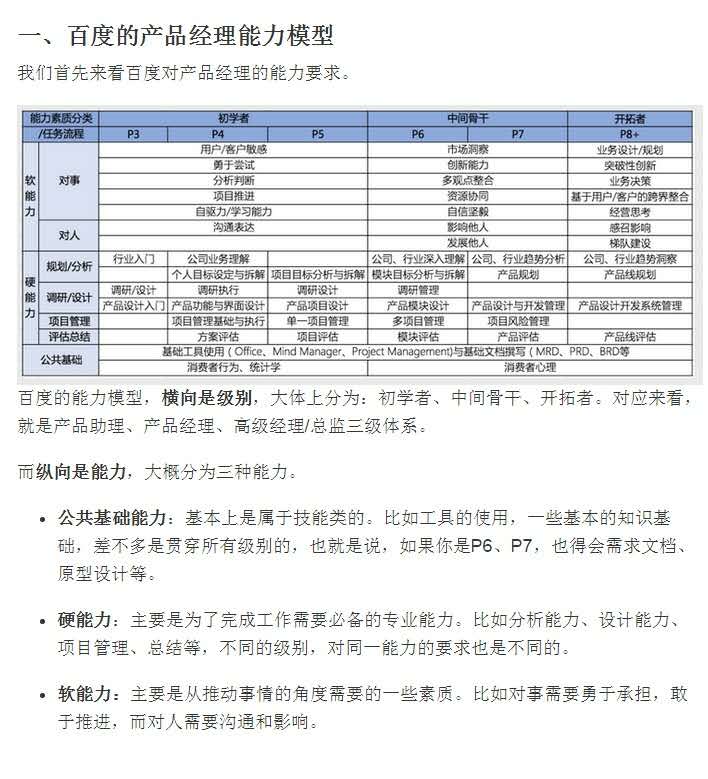 一、百度的产品经理能力模型
我们首先来看百度对产品经理的能力要求。
能力素质分类 初学者 中间骨干 开拓者
/任务流程 P3 P4 P5 P6 P7 P8+
软能力 对事 用户/客户敏感 市场洞察 业务设计/规划
勇于尝试 创新能力 突破性创新
分析判断 多观点整合 业务决策
项目推进 资源协同 基于用户/客户的跨界整合
自驱力/学习能力 自信坚毅 经营思考
对人 沟通表达 影响他人 感召影响
发展他人 梯队建设
硬能力 规划/分析 行业入门 公司业务理解 公司、行业深入理解 公司、行业趋势分析 公司、行业趋势洞察
个人目标设定与拆解 项目目标分析与拆解 模块目标分析与拆解 产品规划 产品线规划
调研/设计 调研/设计 调研执行 调研设计 调研管理
产品设计入门 产品功能与界面设计 产品项目设计 产品模块设计 产品设计与开发管理 产品设计开发系统管理
项目管理 项目管理基础与执行 单一项目管理 多项目管理 项目风险管理
评估总结 方案评估 项目评估 模块评估 产品评估 产品线评估
公共基础 基础工具使用（Office、Mind Manager、Project Management)与基础文档撰写（MRD、PRD、BRD等
消费者行为、统计学 消费者心理
百度的能力模型，横向是级别，大体上分为：初学者、中间骨干、开拓者。对应来看，
就是产品助理、产品经理、高级经理/总监三级体系。
而纵向是能力，大概分为三种能力。
• 公共基础能力：基本上是属于技能类的。比如工具的使用，一些基本的知识基
础，差不多是贯穿所有级别的，也就是说，如果你是P6、P7，也得会需求文档、
原型设计等。
• 硬能力：主要是为了完成工作需要必备的专业能力。比如分析能力、设计能力、
项目管理、总结等，不同的级别，对同一能力的要求也是不同的。
• 软能力：主要是从推动事情的角度需要的一些素质。比如对事需要勇于承担，敢
于推进，而对人需要沟通和影响。